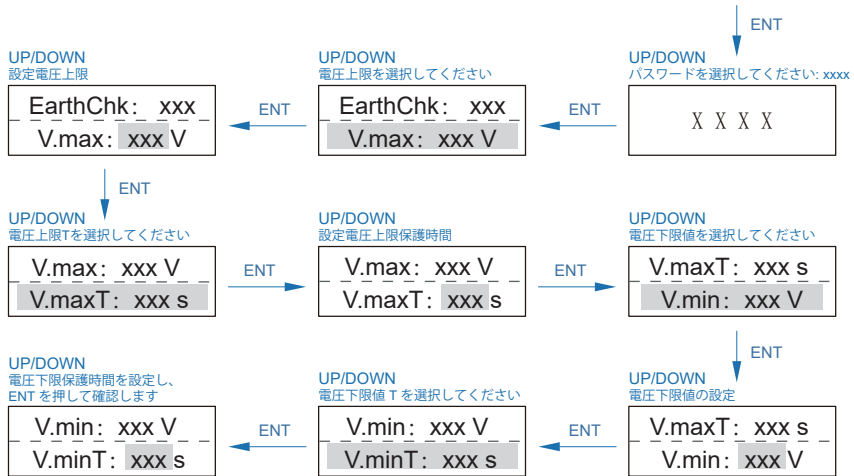 ENT
UP/DOWN
設定電圧上限
EarthChk: xxx
V.max: xxx V
ENT
UP/DOWN
電圧上限を選択してください
EarthChk: xxx
V.max: xxx V
ENT
UP/DOWN
パスワードを選択してください: xxxx
X X X X
ENT
UP/DOWN
電圧上限Tを選択してください
V.max: xxx V
V.maxT: xxx s
ENT
UP/DOWN
設定電圧上限保護時間
V.max: xxx V
V.maxT: xxx s
ENT
UP/DOWN
電圧下限値を選択してください
V.maxT: xxx s
V.min: xxx V
ENT
UP/DOWN
電圧下限保護時間を設定し、
ENT を押して確認します
V.min: xxx V
V.minT: xxx s
ENT
UP/DOWN
電圧下限値 T を選択してください
V.min: xxx V
V.minT: xxx s
ENT
UP/DOWN
電圧下限値の設定
V.maxT: xxx s
V.min: xxx V